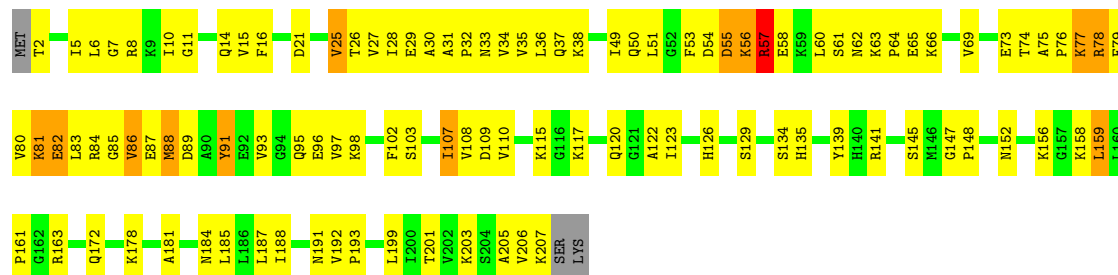 MET T2 I5 L6 G7 R8 K9 I10 G11 Q14 V15 F16 D21 V25 T26 V27 I28 E29 A30 A31 P32 N33 V34 V35 L36 Q37 K38 I49 Q50 L51 G52 F53 D54 D55 K56 R57 E58 K59 L60 S61 N62 K63 P64 E65 K66 V69 E73 T74 A75 P76 K77 R78
V80 K81 E82 L83 R84 G85 V86 E87 M88 D89 A90 Y91 E92 V93 G94 Q95 E96 V97 K98 F102 S103 I107 V108 D109 V110 K115 G116 K117 Q120 G121 A122 I123 H126 S129 S134 H135 Y139 H140 R141 S145 M146 G147 P148 N152 K156 G157 K158 L159
P161 G162 R163 Q172 K178 A181 N184 L185 L186 L187 I188 N191 V192 P193 L199 I200 T201 V202 K203 S204 A205 V206 K207 SER LYS